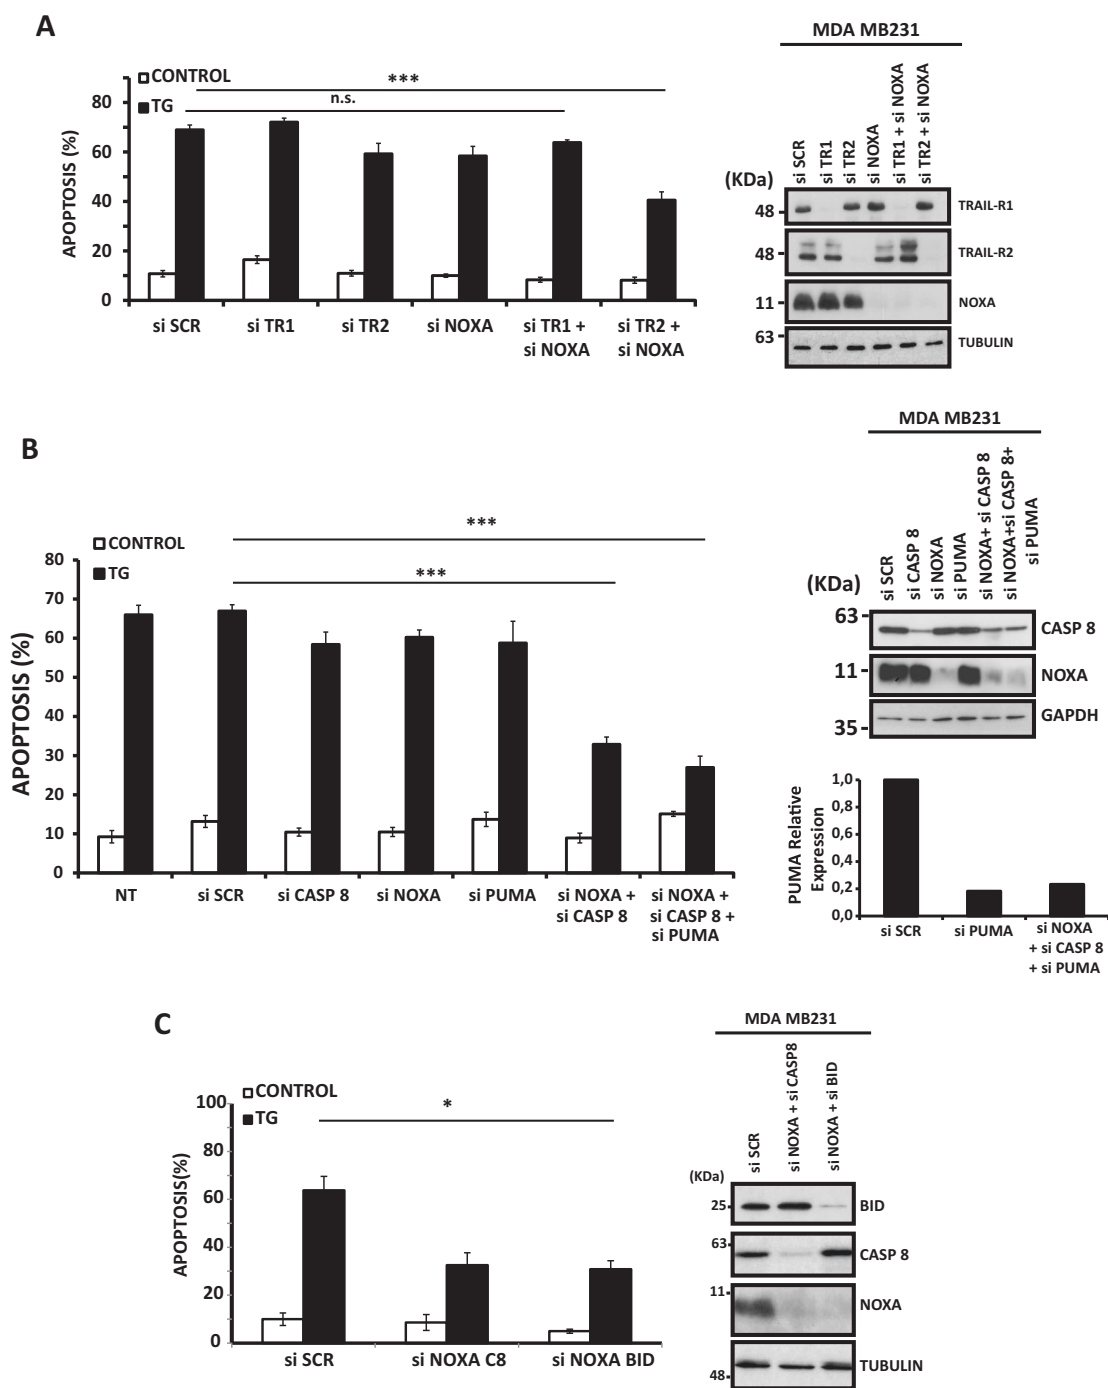 A
MDA MB231
CONTROL
TG
***
n.s.
APOPTOSIS (%)
80
60
40
20
0
si SCR
si TR1
si TR2
si NOXA
si TR1 +
si NOXA
si TR2 +
si NOXA
(KDa)
si SCR
si TR1
si TR2
si NOXA
si TR1 + si NOXA
si TR2 + si NOXA
48
TRAIL-R1
48
TRAIL-R2
11
NOXA
63
TUBULIN
B
MDA MB231
CONTROL
TG
***
***
APOPTOSIS (%)
80
70
60
50
40
30
20
10
0
NT
si SCR
si CASP 8
si NOXA
si PUMA
si NOXA +
si CASP 8
si NOXA +
si CASP 8 +
si PUMA
(KDa)
si SCR
si CASP 8
si NOXA
si PUMA
si NOXA+ si CASP 8
si NOXA+si CASP 8+
si PUMA
63
CASP 8
11
NOXA
GAPDH
35
PUMA Relative
Expression
1,0
0,8
0,6
0,4
0,2
0,0
si SCR
si PUMA
si NOXA
+ si CASP 8
+ si PUMA
C
MDA MB231
CONTROL
TG
*
APOPTOSIS(%)
100
80
60
40
20
0
si SCR
si NOXA C8
si NOXA BID
(KDa)
si SCR
si NOXA + si CASP8
si NOXA + si BID
25
BID
63
CASP 8
11
NOXA
TUBULIN
48